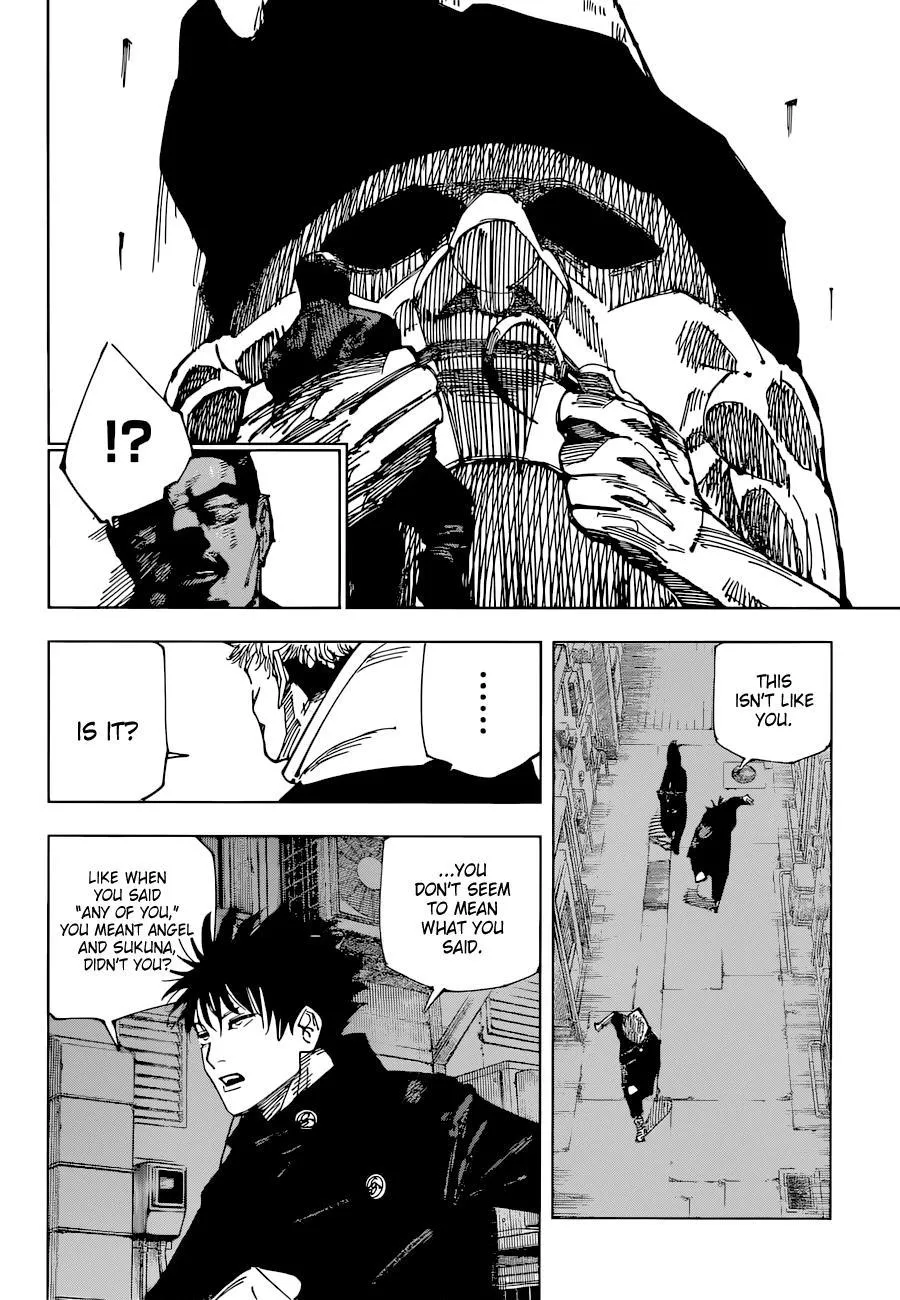 !?
THIS
ISN'T LIKE
YOU.
......
IS IT?
...YOU
DON'T SEEM
TO MEAN
WHAT YOU
SAID.
LIKE WHEN
YOU SAID
"ANY OF YOU,"
YOU MEANT ANGEL
AND SUKUNA,
DIDN'T YOU?